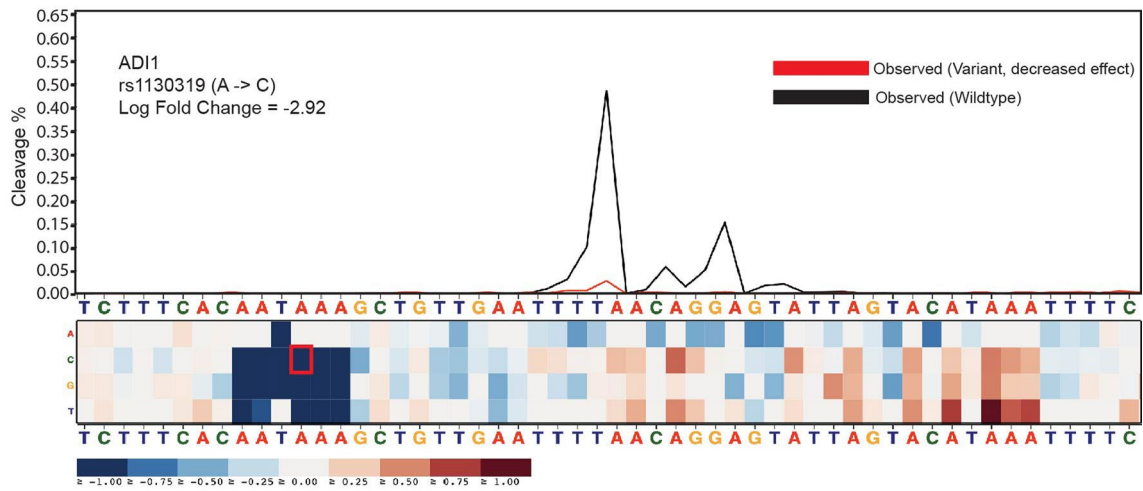 0.65
0.60
0.55
0.50
0.45
0.40
0.35
0.30
0.25
0.20
0.15
0.10
0.05
0.00
Cleavage %
ADI1
rs1130319 (A -> C)
Log Fold Change = -2.92
Observed (Variant, decreased effect)
Observed (Wildtype)
T C T T T C A C A A T A A A G C T G T T G A A T T T T A A C A G G A G T A T T A G T A C A T A A A T T T T C
A
C
G
T
T C T T T C A C A A T A A A G C T G T T G A A T T T T A A C A G G A G T A T T A G T A C A T A A A T T T T C
≥ -1.00 ≥ -0.75 ≥ -0.50 ≥ -0.25 ≥ 0.00 ≥ 0.25 ≥ 0.50 ≥ 0.75 ≥ 1.00